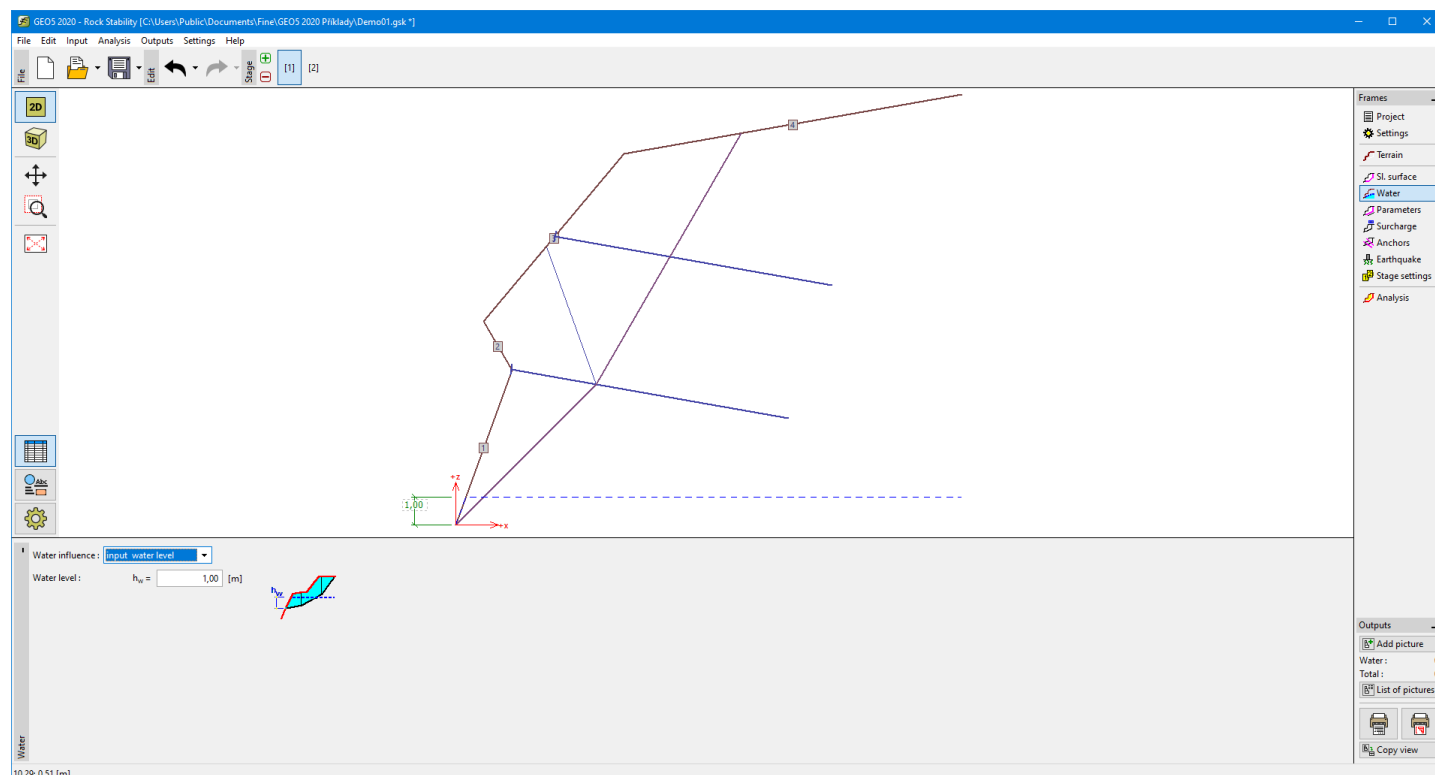 GEO5 2020 - Rock Stability [C:\Users\Public\Documents\Fine\GEO5 2020 Příklady\Demo01.gsk *]
File Edit Input Analysis Outputs Settings Help
File
Edit
Stage
[1] [2]
2D
3D
Abc
4
3
2
1
+z
+x
1,00
Frames
Project
Settings
Terrain
Sl. surface
Water
Parameters
Surcharge
Anchors
Earthquake
Stage settings
Analysis
Water influence : input water level
Water level : hw = 1,00 [m]
hw
Water
Outputs
Add picture
Water :
Total :
List of pictures
Copy view
10,29; 0,51 [m]